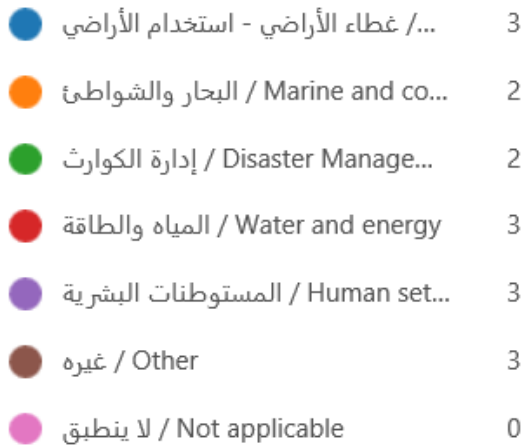 غطاء الأراضي - استخدام الأراضي /... 3
البحار والشواطئ / Marine and co... 2
إدارة الكوارث / Disaster Manage... 2
المياه والطاقة / Water and energy 3
المستوطنات البشرية / Human set... 3
غيره / Other 3
لا ينطبق / Not applicable 0